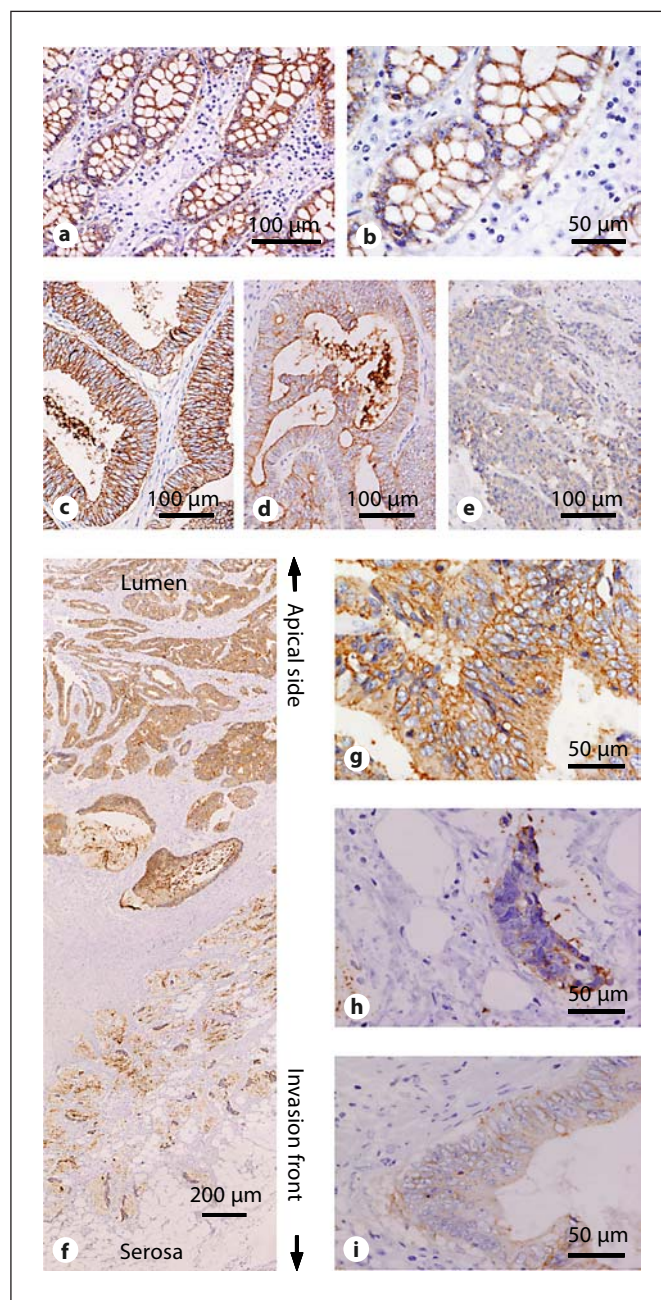 a
100 μm
b
50 μm
c
100 μm
d
100 μm
e
100 μm
Lumen
Apical side
Invasion front
200 μm
f
Serosa
g
50 μm
h
50 μm
i
50 μm